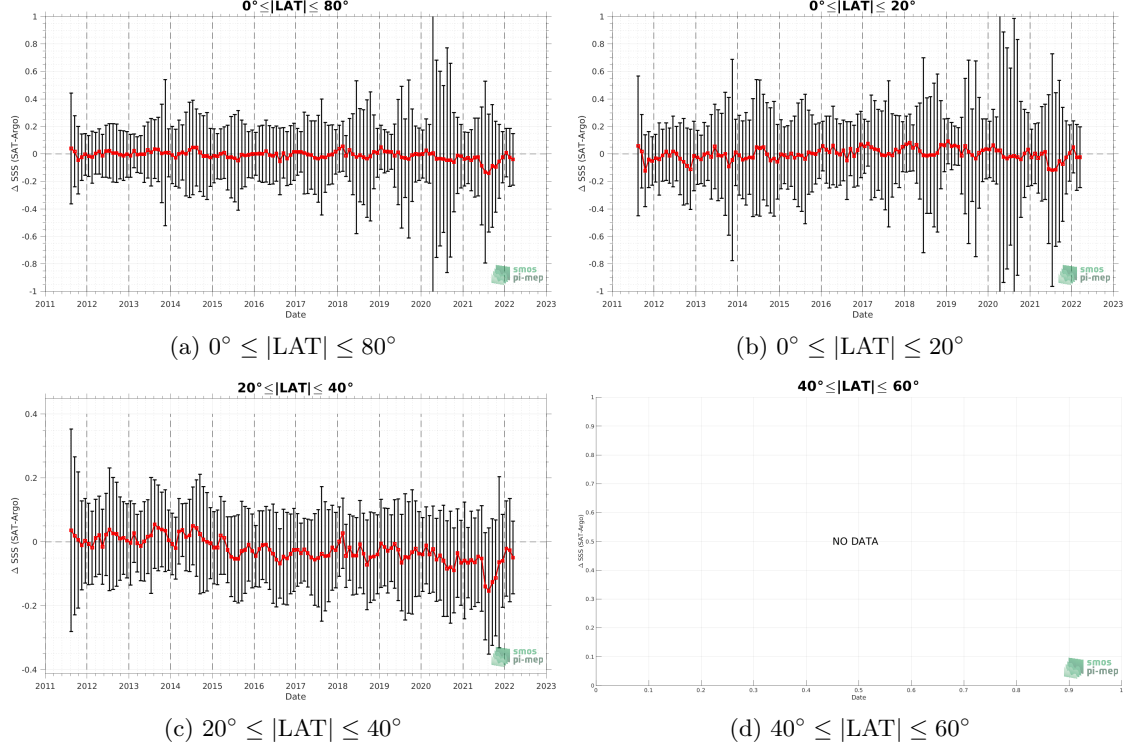 0°≤|LAT|≤ 80°
Δ SSS (SAT-Argo)
1
0.8
0.6
0.4
0.2
0
-0.2
-0.4
-0.6
-0.8
-1
2011 2012 2013 2014 2015 2016 2017 2018 2019 2020 2021 2022 2023
Date
smos
pi-mep
(a) 0° ≤ |LAT| ≤ 80°
0°≤|LAT|≤ 20°
Δ SSS (SAT-Argo)
1
0.8
0.6
0.4
0.2
0
-0.2
-0.4
-0.6
-0.8
-1
2011 2012 2013 2014 2015 2016 2017 2018 2019 2020 2021 2022 2023
Date
smos
pi-mep
(b) 0° ≤ |LAT| ≤ 20°
20°≤|LAT|≤ 40°
Δ SSS (SAT-Argo)
0.4
0.2
0
-0.2
-0.4
2011 2012 2013 2014 2015 2016 2017 2018 2019 2020 2021 2022 2023
Date
smos
pi-mep
(c) 20° ≤ |LAT| ≤ 40°
40°≤|LAT|≤ 60°
Δ SSS (SAT-Argo)
1
0.9
0.8
0.7
0.6
0.5
0.4
0.3
0.2
0.1
0
NO DATA
0 0.1 0.2 0.3 0.4 0.5 0.6 0.7 0.8 0.9 1
Date
smos
pi-mep
(d) 40° ≤ |LAT| ≤ 60°